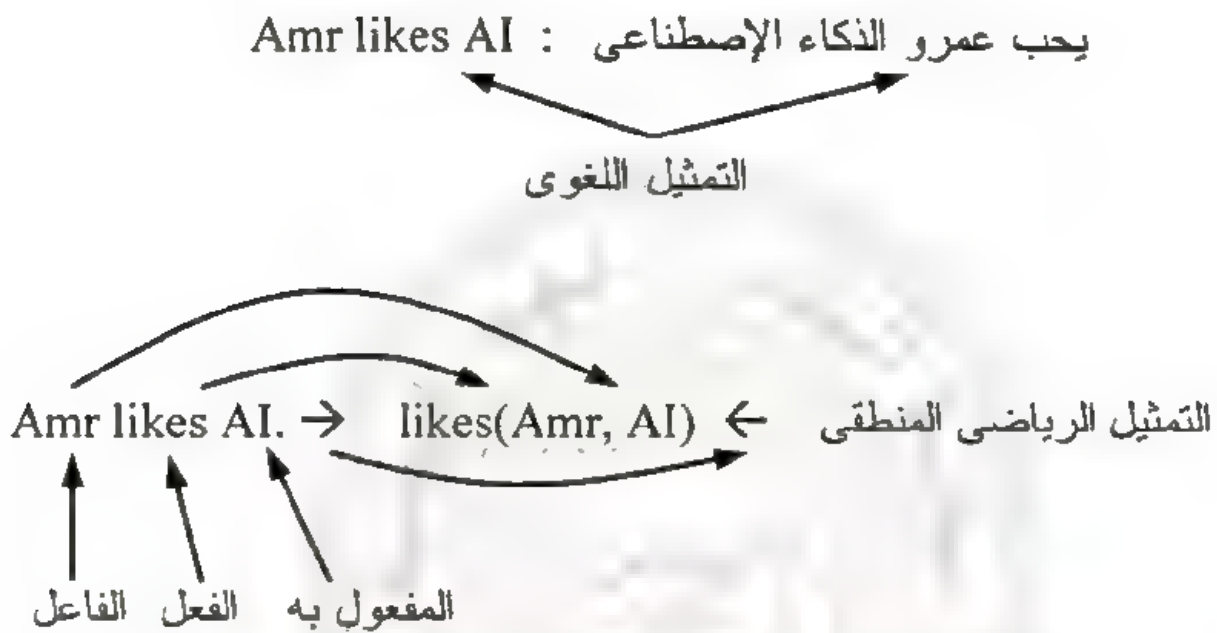 Amr likes AI : يحب عمرو الذكاء الإصطناعى
التمثيل اللغوى
Amr likes AI. → likes(Amr, AI) ← التمثيل الرياضى المنطقى
الفاعل الفعل المفعول به